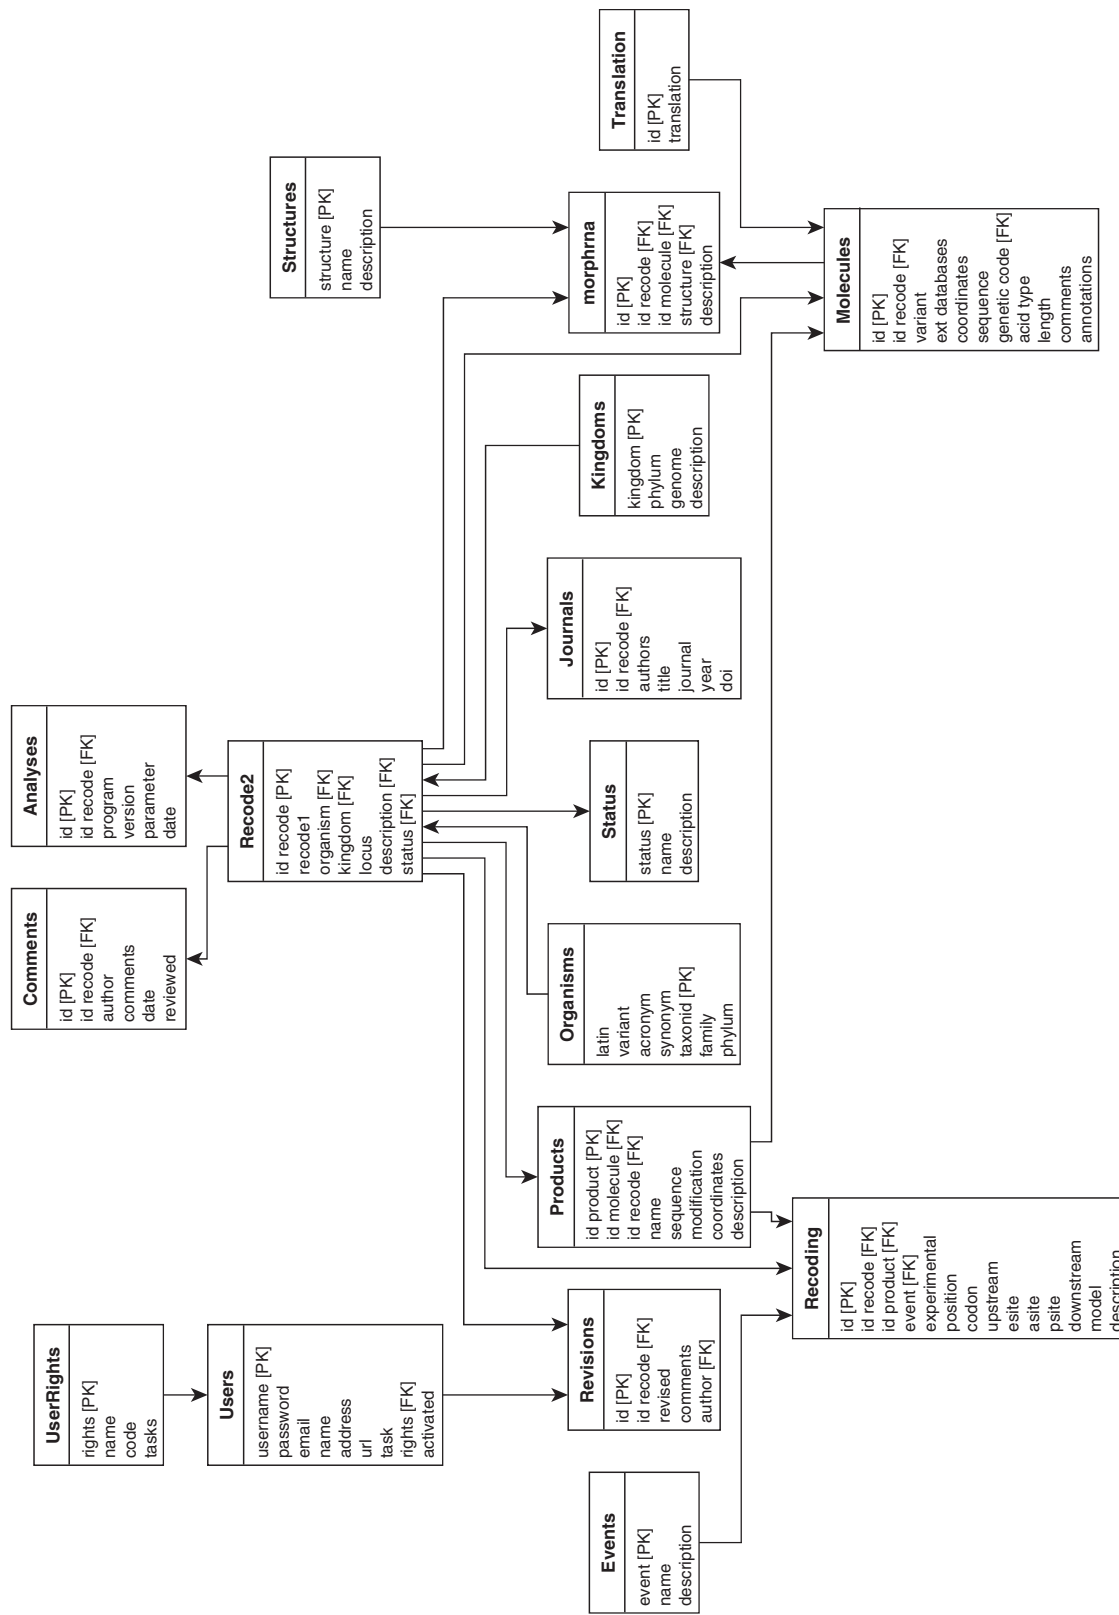 UserRights
rights [PK]
name
code
tasks
Users
username [PK]
password
email
name
address
url
task
rights [FK]
activated
Events
event [PK]
name
description
Revisions
id [PK]
id recode [FK]
revised
comments
author [FK]
Recoding
id [PK]
id recode [FK]
id product [FK]
event [FK]
experimental
position
codon
upstream
esite
asite
psite
downstream
model
description
Products
id product [PK]
id molecule [FK]
id recode [FK]
name
sequence
modification
coordinates
description
Comments
id [PK]
id recode [FK]
author
comments
date
reviewed
Organisms
latin
variant
acronym
synonym
taxonid [PK]
family
phylum
Analyses
id [PK]
id recode [FK]
program
version
parameter
date
Recode2
id recode [PK]
recode1
organism [FK]
kingdom [FK]
locus
description [FK]
status [FK]
Status
status [PK]
name
description
Journals
id [PK]
id recode [FK]
authors
title
journal
year
doi
Kingdoms
kingdom [PK]
phylum
genome
description
Structures
structure [PK]
name
description
morphrna
id [PK]
id recode [FK]
id molecule [FK]
structure [FK]
description
Molecules
id [PK]
id recode [FK]
variant
ext databases
coordinates
sequence
genetic code [FK]
acid type
length
comments
annotations
Translation
id [PK]
translation